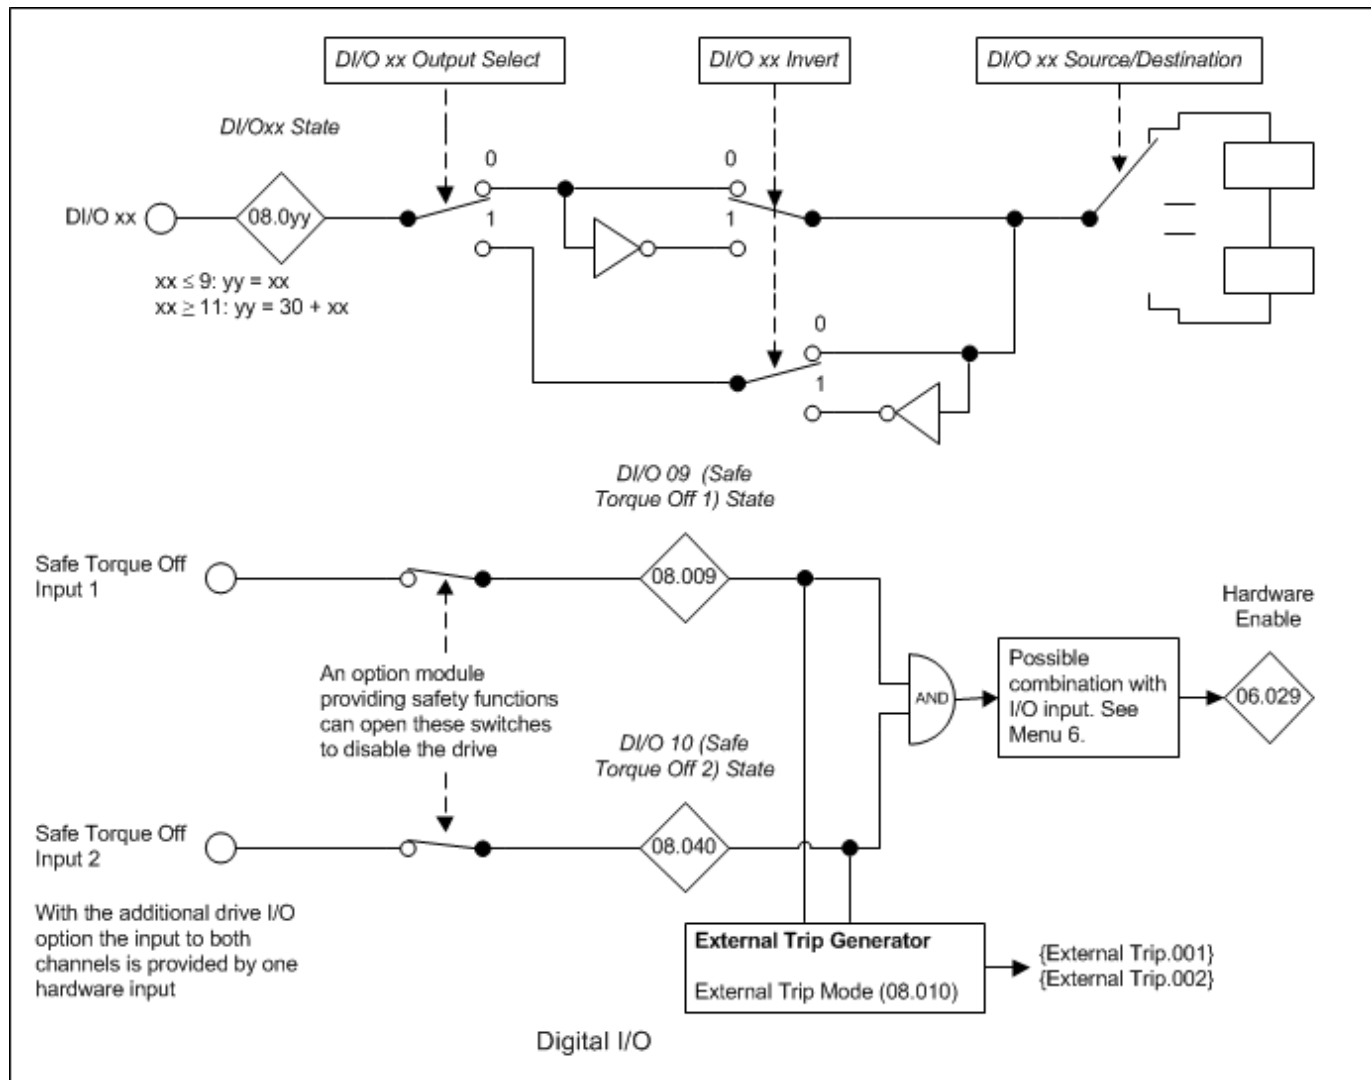 DI/O xx Output Select
DI/O xx Invert
DI/O xx Source/Destination
DI/Oxx State
0
0
DI/O xx
08.0yy
1
1
xx ≤ 9: yy = xx
xx ≥ 11: yy = 30 + xx
0
1
DI/O 09 (Safe
Torque Off 1) State
Safe Torque Off
Input 1
08.009
Hardware
Enable
An option module
providing safety functions
can open these switches
to disable the drive
AND
Possible
combination with
I/O input. See
Menu 6.
06.029
DI/O 10 (Safe
Torque Off 2) State
Safe Torque Off
Input 2
08.040
With the additional drive I/O
option the input to both
channels is provided by one
hardware input
External Trip Generator
External Trip Mode (08.010)
{External Trip.001}
{External Trip.002}
Digital I/O